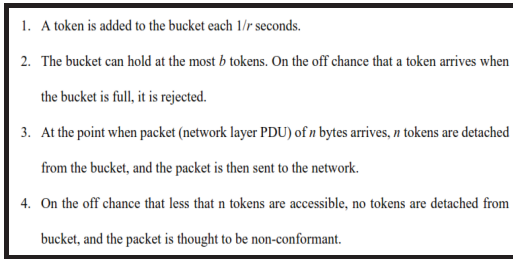 1. A token is added to the bucket each 1/r seconds.
2. The bucket can hold at the most b tokens. On the off chance that a token arrives when
the bucket is full, it is rejected.
3. At the point when packet (network layer PDU) of n bytes arrives, n tokens are detached
from the bucket, and the packet is then sent to the network.
4. On the off chance that less that n tokens are accessible, no tokens are detached from
bucket, and the packet is thought to be non-conformant.